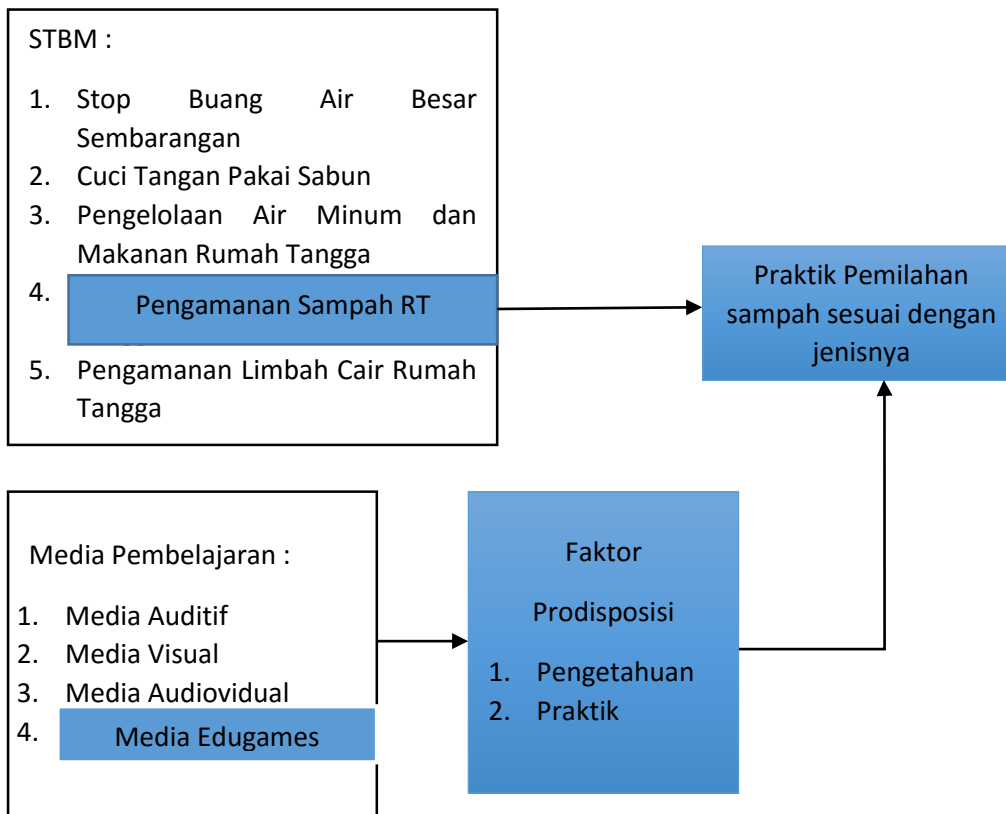 STBM :
1. Stop Buang Air Besar
Sembarangan
2. Cuci Tangan Pakai Sabun
3. Pengelolaan Air Minum dan
Makanan Rumah Tangga
4. Pengamanan Sampah RT
5. Pengamanan Limbah Cair Rumah
Tangga
Praktik Pemilahan
sampah sesuai dengan
jenisnya
Media Pembelajaran :
1. Media Auditif
2. Media Visual
3. Media Audiovidual
4. Media Edugames
Faktor
Prodisposisi
1. Pengetahuan
2. Praktik